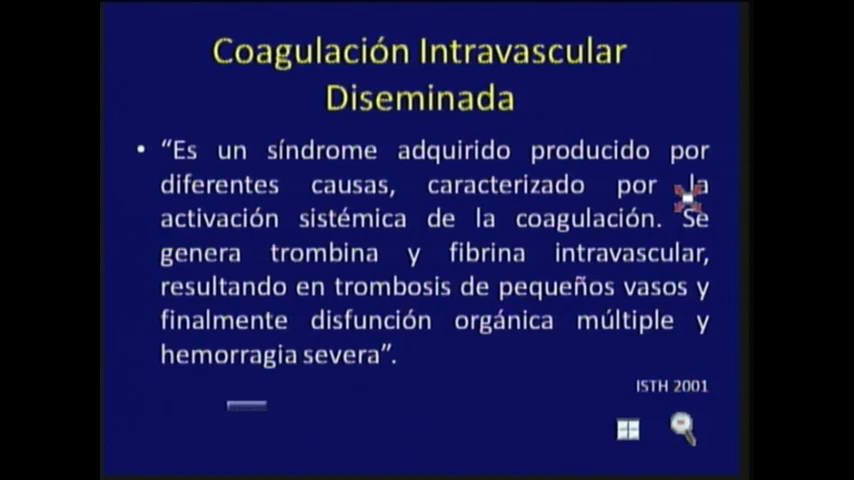 Coagulación Intravascular
Diseminada
• “Es un síndrome adquirido producido por
diferentes causas, caracterizado por la
activación sistémica de la coagulación. Se
genera trombina y fibrina intravascular,
resultando en trombosis de pequeños vasos y
finalmente disfunción orgánica múltiple y
hemorragia severa”.
ISTH 2001